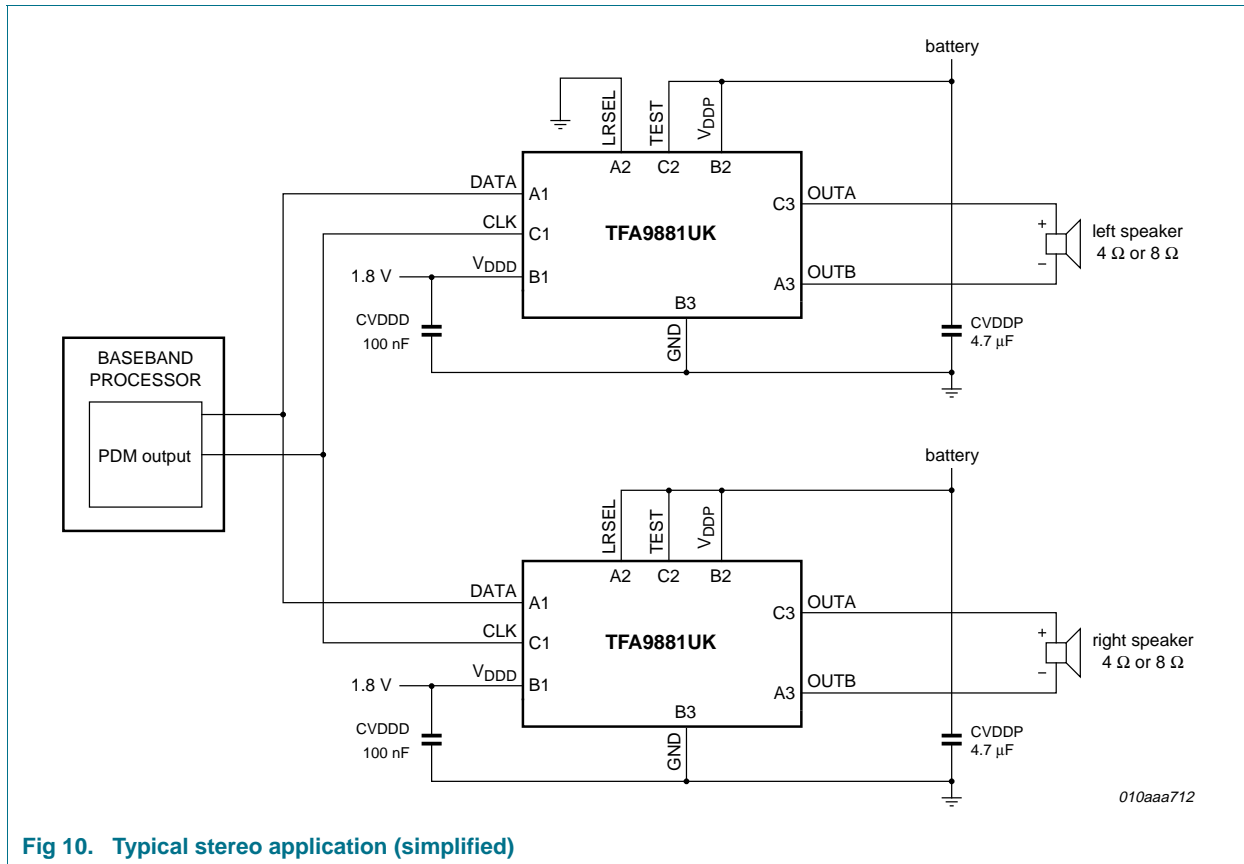 battery
LRSEL
TEST
VDDP
A2 C2 B2
DATA
A1
C3
OUTA
CLK
C1
TFA9881UK
+
left speaker
4 Ω or 8 Ω
−
VDDD
1.8 V
B1
A3
OUTB
B3
CVDDD
100 nF
GND
CVDDP
4.7 μF
BASEBAND
PROCESSOR
PDM output
battery
LRSEL
TEST
VDDP
A2 C2 B2
DATA
A1
C3
OUTA
CLK
C1
TFA9881UK
+
right speaker
4 Ω or 8 Ω
−
VDDD
1.8 V
B1
A3
OUTB
B3
CVDDD
100 nF
GND
CVDDP
4.7 μF
010aaa712
Fig 10. Typical stereo application (simplified)